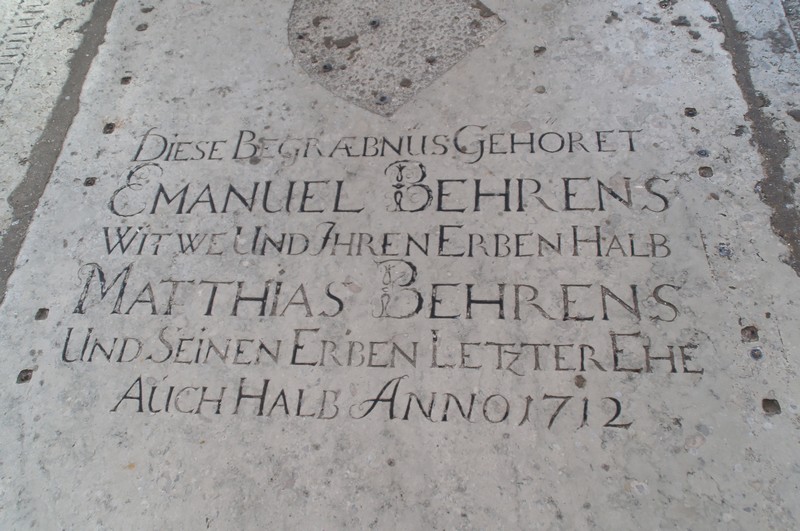 DIESE BEGRÆBNUS GEHORET
EMANUEL BEHRENS
WITWE UND IHREN ERBEN HALB
MATTHIAS BEHRENS
UND SEINEN ERBEN LETZTER EHE
AUCH HALB ANNO 1712